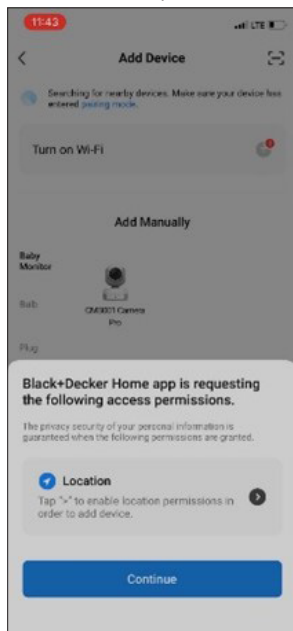 11:43
LTE
Add Device
Searching for nearby devices. Make sure your device has
entered pairing mode.
Turn on Wi-Fi
Add Manually
Baby
Monitor
Bulb
Camera
Pro
Plug
Black+Decker Home app is requesting
the following access permissions.
The privacy security of your personal information is
guaranteed when the following permissions are granted.
Location
Tap ">" to enable location permissions in
order to add device.
Continue